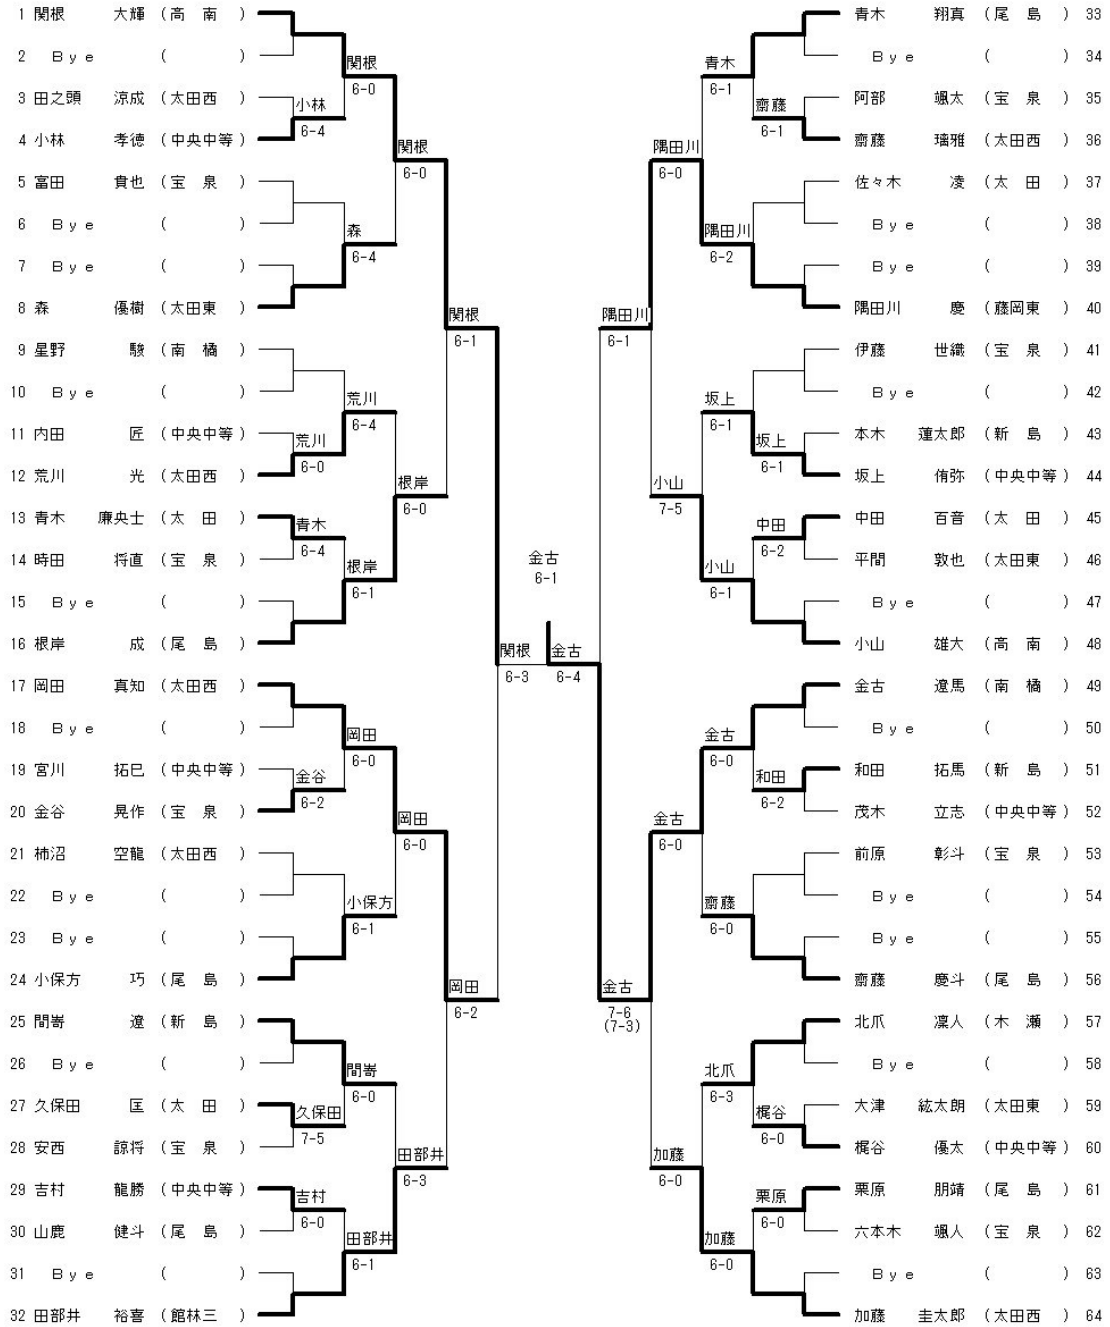 1 関根 大輝 (高 南)
2 Bye ( )
関根
6-0
3 田之頭 涼成 (太田西)
小林
6-4
4 小林 孝徳 (中央中等)
関根
6-0
5 富田 貴也 (宝 泉)
6 Bye ( )
森
6-4
7 Bye ( )
8 森 優樹 (太田東)
関根
6-1
9 星野 駿 (南 橘)
10 Bye ( )
荒川
6-4
11 内田 匠 (中央中等)
荒川
6-0
12 荒川 光 (太田西)
根岸
6-0
13 青木 廉央士 (太 田)
青木
6-4
14 時田 将直 (宝 泉)
根岸
6-1
15 Bye ( )
16 根岸 成 (尾 島)
関根
6-3
17 岡田 真知 (太田西)
18 Bye ( )
岡田
6-0
19 宮川 拓巳 (中央中等)
金谷
6-2
20 金谷 晃作 (宝 泉)
岡田
6-0
21 柿沼 空龍 (太田西)
22 Bye ( )
小保方
6-1
23 Bye ( )
24 小保方 巧 (尾 島)
岡田
6-2
25 間嵜 遼 (新 島)
26 Bye ( )
間嵜
6-0
27 久保田 匡 (太 田)
久保田
7-5
28 安西 諒将 (宝 泉)
田部井
6-3
29 吉村 龍勝 (中央中等)
吉村
6-0
30 山鹿 健斗 (尾 島)
田部井
6-1
31 Bye ( )
32 田部井 裕喜 (館林三)
金古
6-1
青木 翔真 (尾 島) 33
Bye ( ) 34
青木
6-1
阿部 颯太 (宝 泉) 35
齋藤
6-1
齋藤 瑞雅 (太田西) 36
隅田川
6-0
佐々木 凌 (太 田) 37
Bye ( ) 38
隅田川
6-2
Bye ( ) 39
隅田川 慶 (藤岡東) 40
隅田川
6-1
伊藤 世織 (宝 泉) 41
Bye ( ) 42
坂上
6-1
本木 蓮太郎 (新 島) 43
坂上
6-1
坂上 侑弥 (中央中等) 44
小山
7-5
中田 百音 (太 田) 45
中田
6-2
平間 敦也 (太田東) 46
小山
6-1
Bye ( ) 47
小山 雄大 (高 南) 48
金古
6-4
金古 遼馬 (南 橘) 49
Bye ( ) 50
金古
6-0
和田 拓馬 (新 島) 51
和田
6-2
茂木 立志 (中央中等) 52
金古
6-0
前原 彰斗 (宝 泉) 53
Bye ( ) 54
齋藤
6-0
Bye ( ) 55
齋藤 慶斗 (尾 島) 56
金古
7-6
(7-3)
北爪 凜人 (木 瀬) 57
Bye ( ) 58
北爪
6-3
大津 紘太朗 (太田東) 59
梶谷
6-0
梶谷 優太 (中央中等) 60
加藤
6-0
栗原 朋靖 (尾 島) 61
栗原
6-0
六本木 颯人 (宝 泉) 62
加藤
6-0
Bye ( ) 63
加藤 圭太郎 (太田西) 64